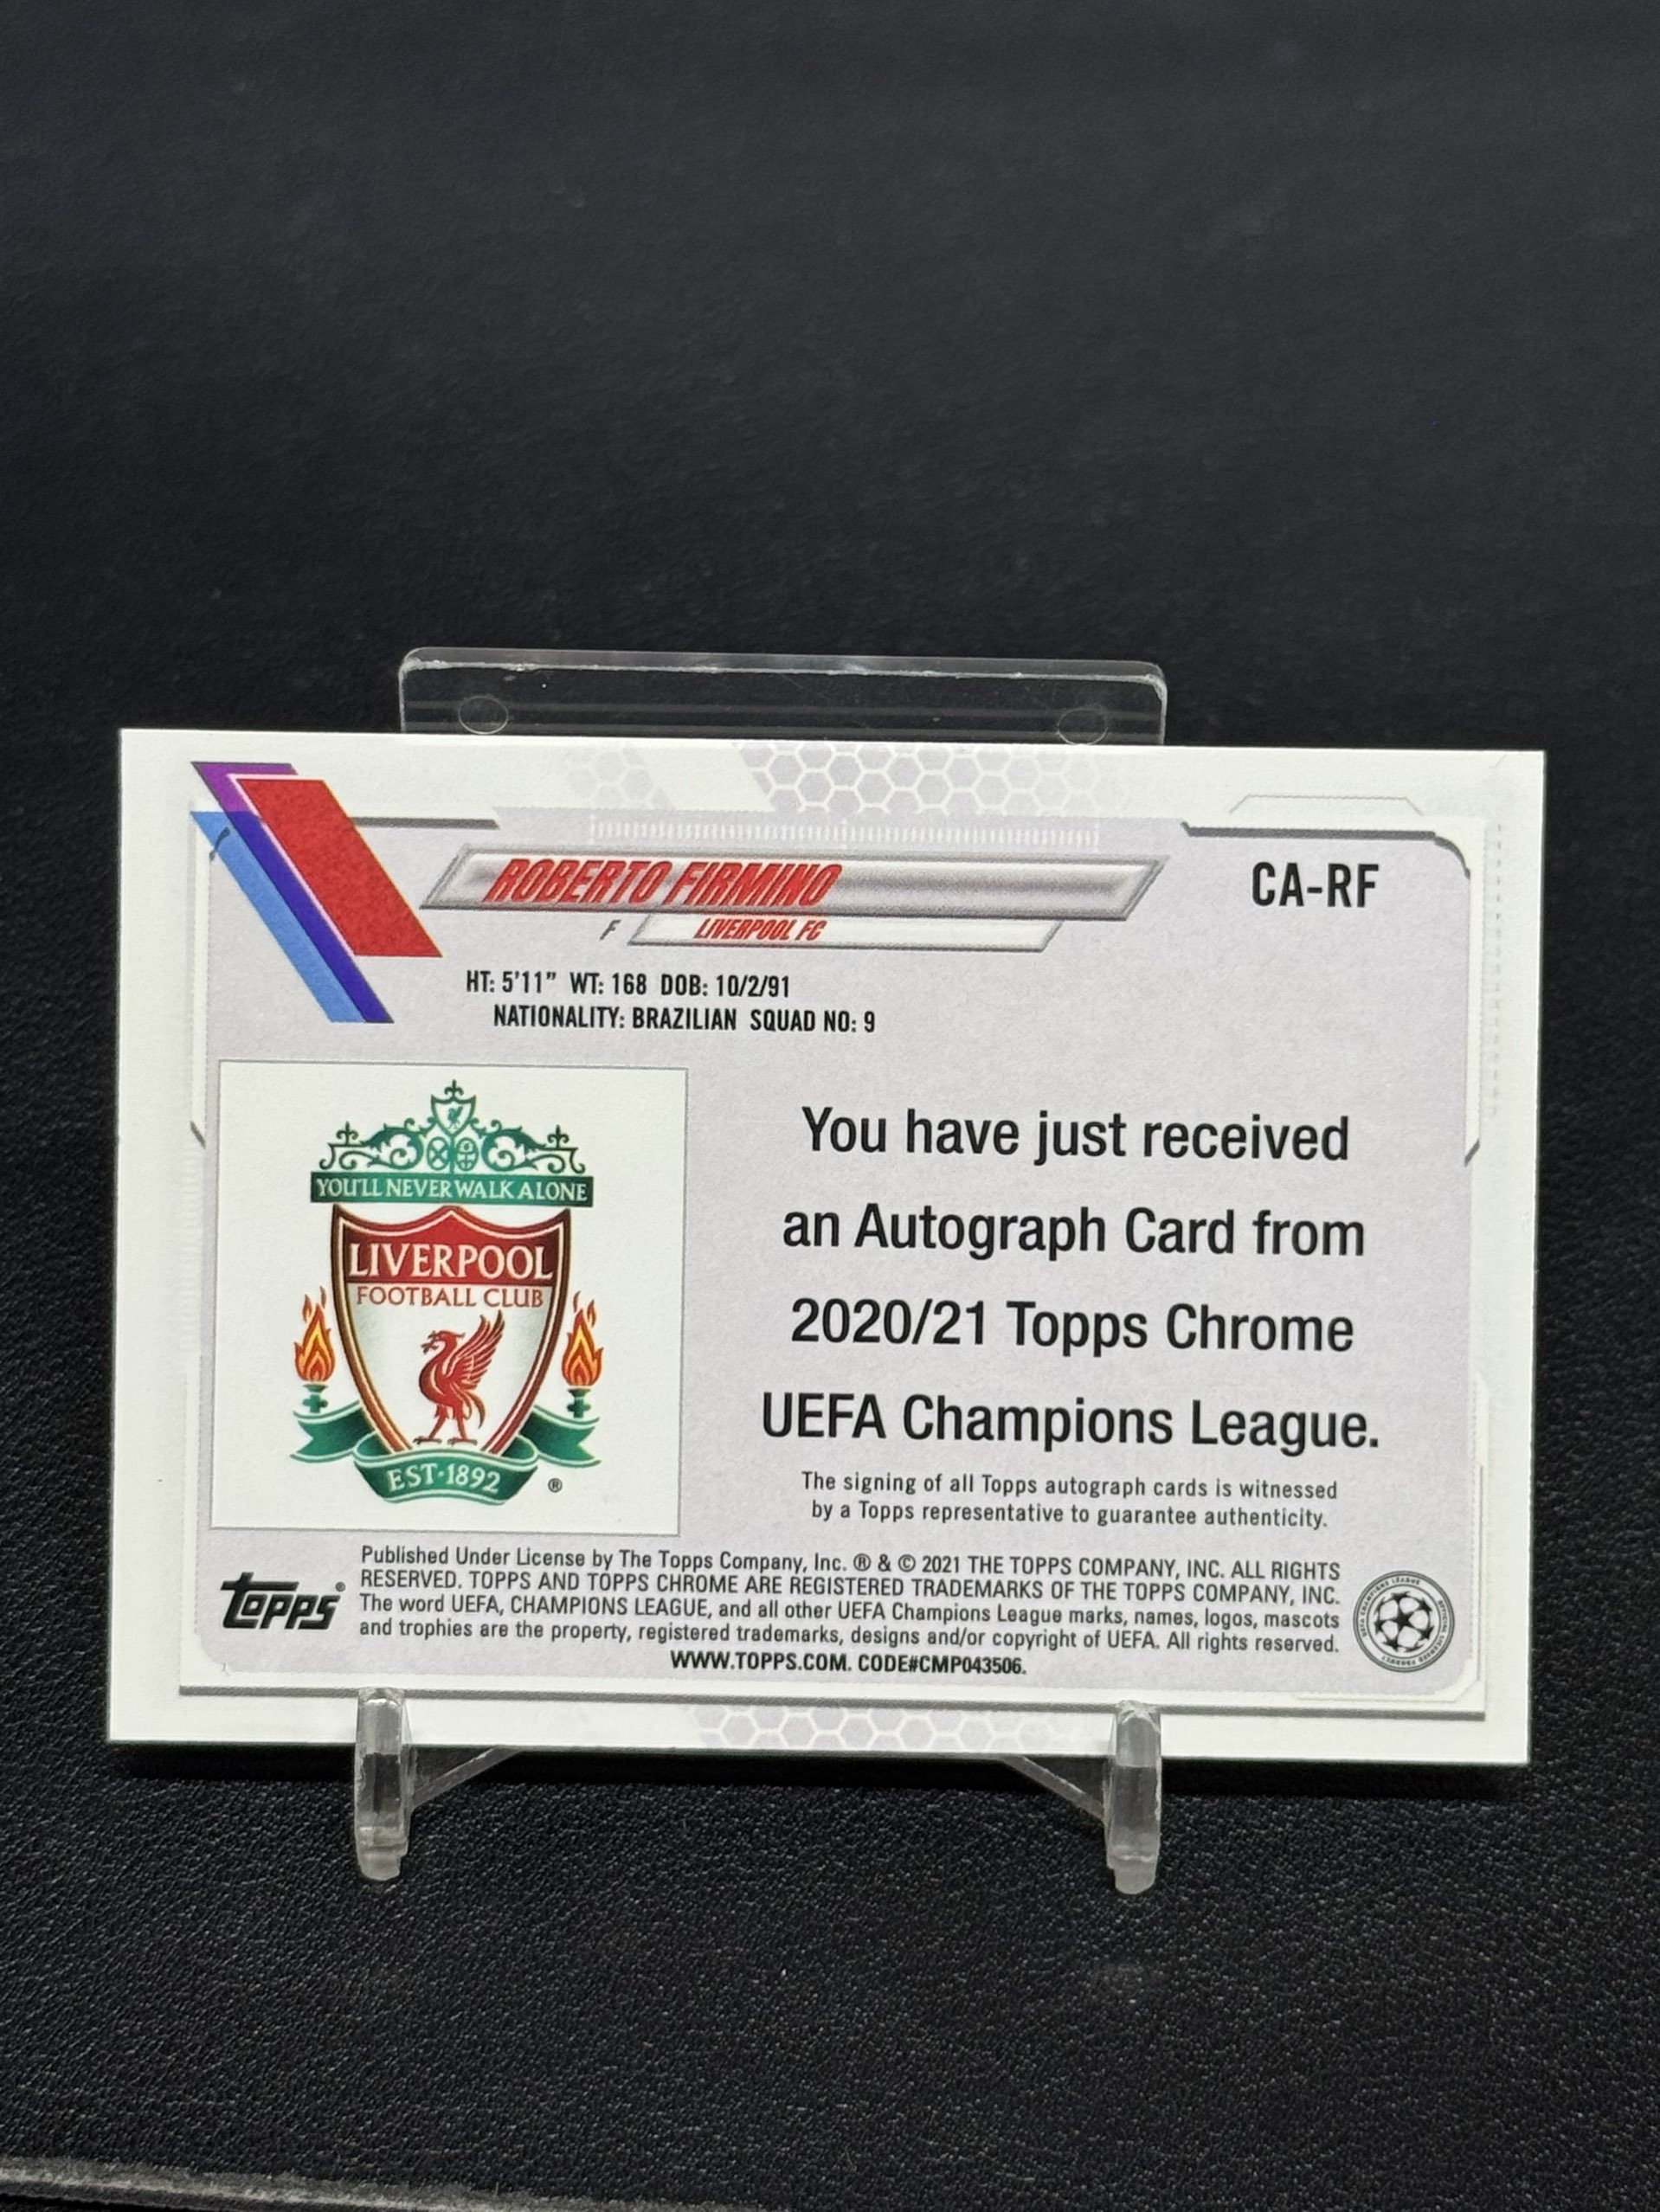 ROBERTO FIRMINO
CA-RF
F LIVERPOOL FC
HT: 5'11" WT: 168 DOB: 10/2/91
NATIONALITY: BRAZILIAN SQUAD NO: 9
YOU'LL NEVER WALK ALONE
LIVERPOOL
FOOTBALL CLUB
EST·1892 ®
You have just received
an Autograph Card from
2020/21 Topps Chrome
UEFA Champions League.
The signing of all Topps autograph cards is witnessed
by a Topps representative to guarantee authenticity.
topps®
Published Under License by The Topps Company, Inc. ® & © 2021 THE TOPPS COMPANY, INC. ALL RIGHTS
RESERVED. TOPPS AND TOPPS CHROME ARE REGISTERED TRADEMARKS OF THE TOPPS COMPANY, INC.
The word UEFA, CHAMPIONS LEAGUE, and all other UEFA Champions League marks, names, logos, mascots
and trophies are the property, registered trademarks, designs and/or copyright of UEFA. All rights reserved.
WWW.TOPPS.COM. CODE#CMP043506.